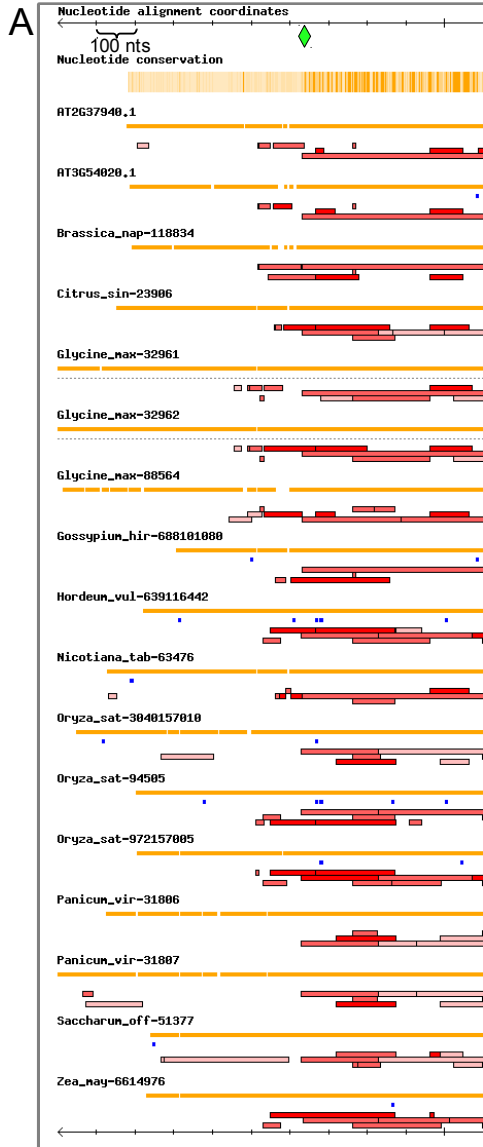 A
Nucleotide alignment coordinates
100 nts
Nucleotide conservation
AT2G37940.1
AT3G54020.1
Brassica_nap-118834
Citrus_sin-23906
Glycine_max-32961
Glycine_max-32962
Glycine_max-88564
Gossypium_hir-688101080
Hordeum_vul-639116442
Nicotiana_tab-63476
Oryza_sat-3040157010
Oryza_sat-94505
Oryza_sat-972157005
Panicum_vir-31806
Panicum_vir-31807
Saccharum_off-51377
Zea_may-6614976